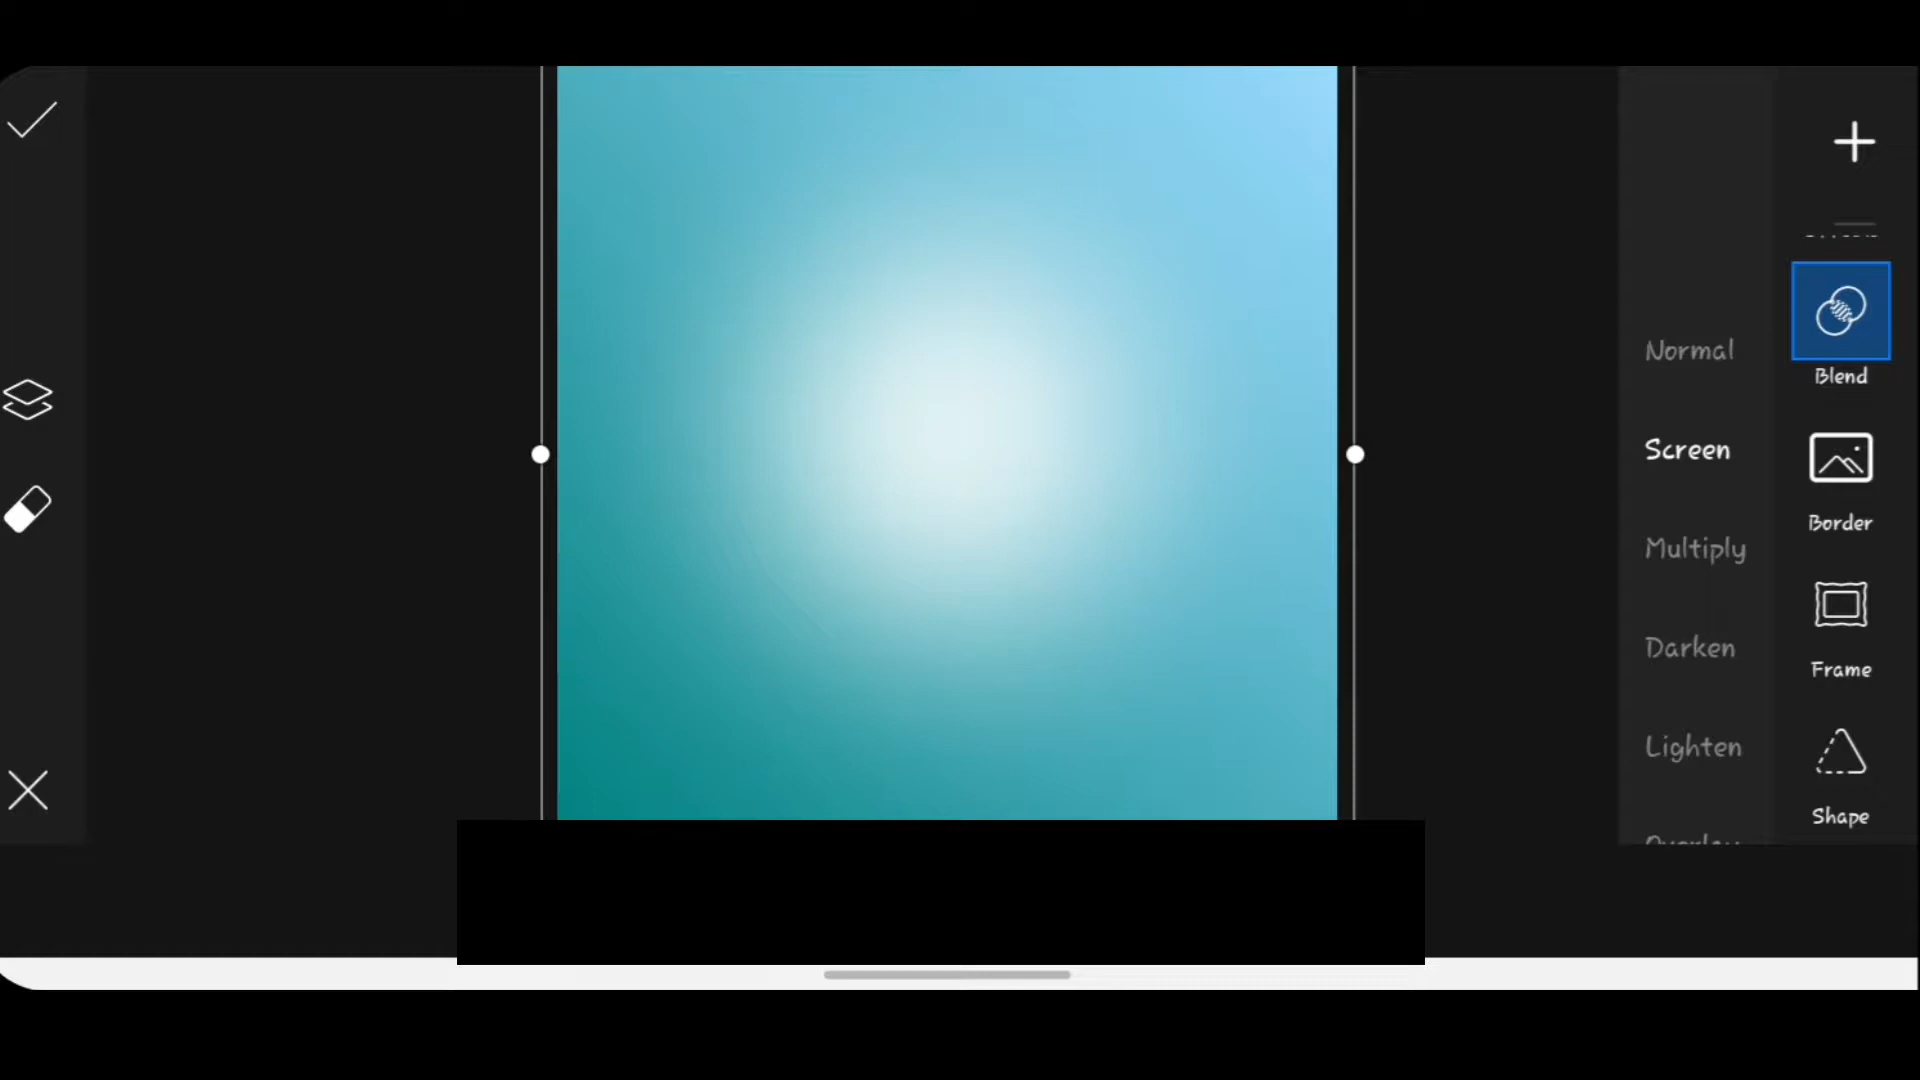 Normal
Screen
Multiply
Darken
Lighten
Blend
Border
Frame
Shape